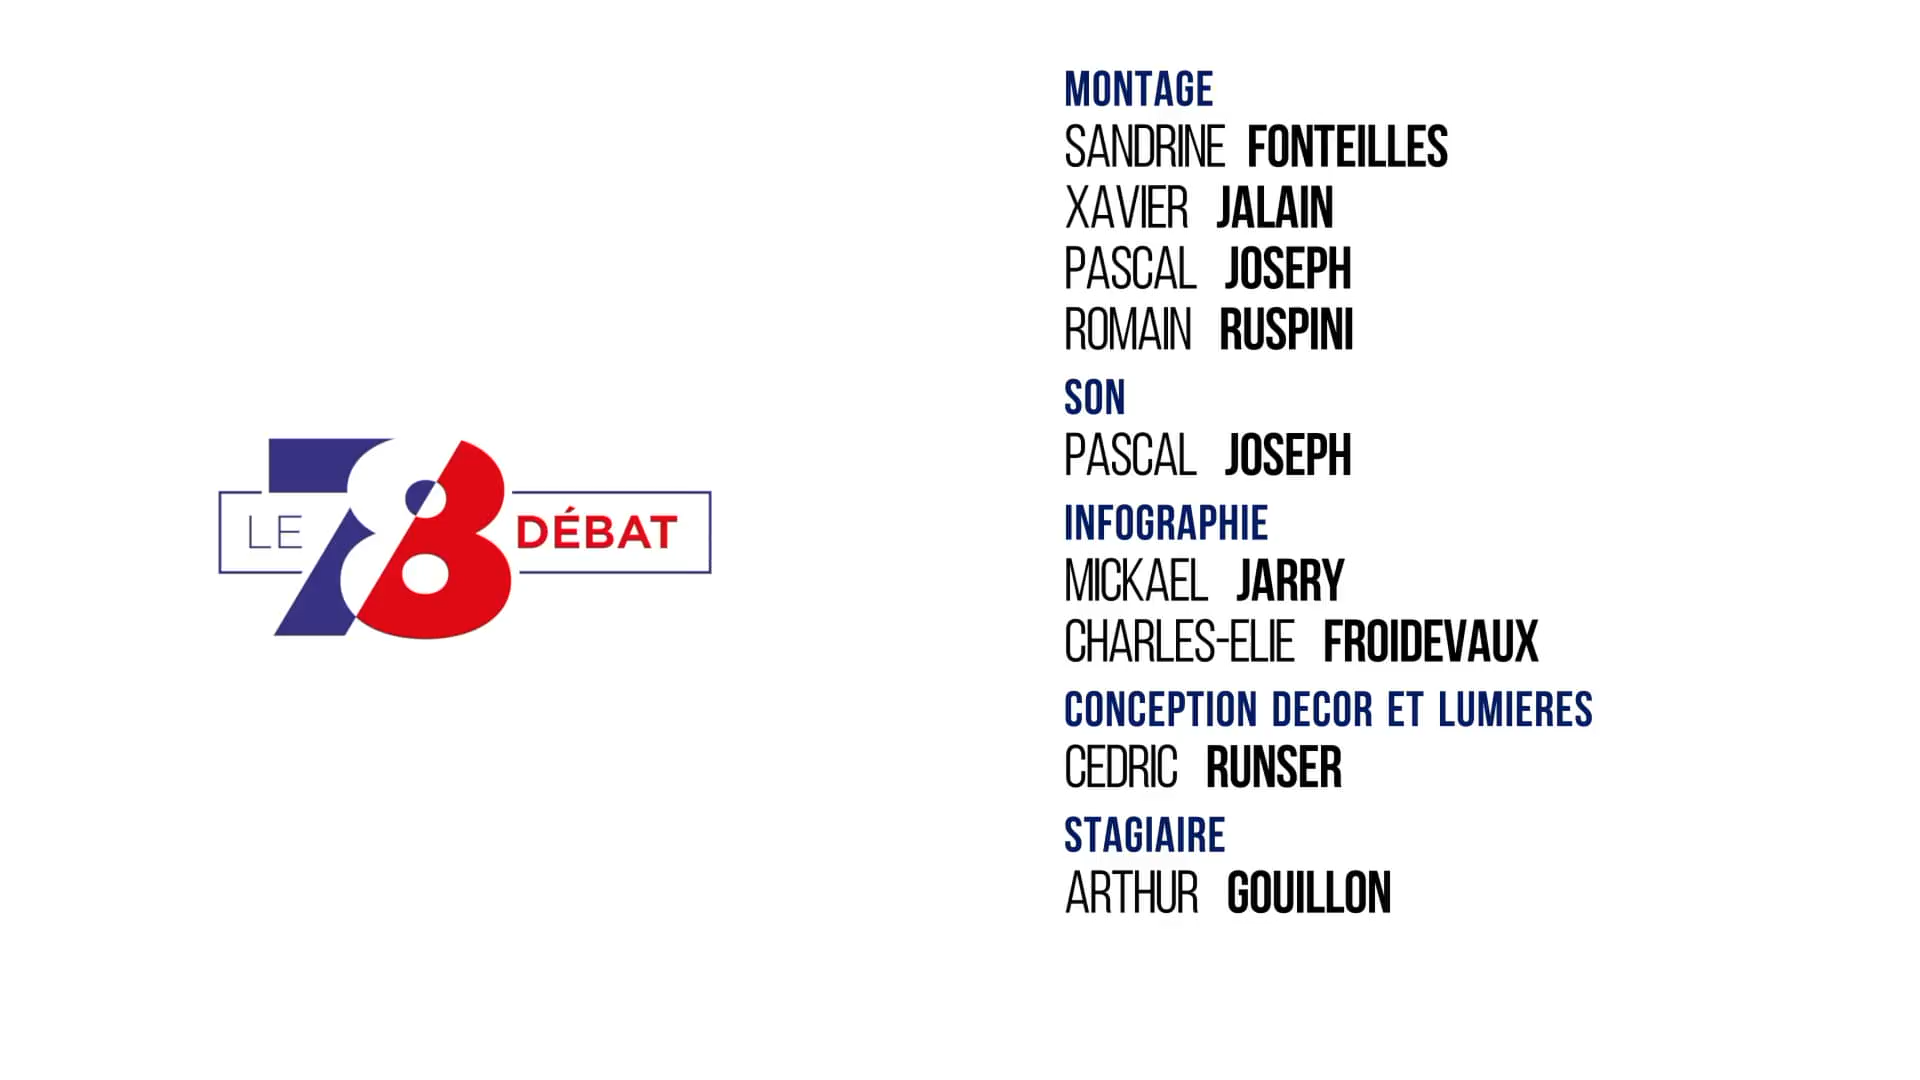 LE 78 DÉBAT
MONTAGE
SANDRINE FONTEILLES
XAVIER JALAIN
PASCAL JOSEPH
ROMAIN RUSPINI
SON
PASCAL JOSEPH
INFOGRAPHIE
MICKAEL JARRY
CHARLES-ELIE FROIDEVAUX
CONCEPTION DECOR ET LUMIERES
CEDRIC RUNSER
STAGIAIRE
ARTHUR GOUILLON